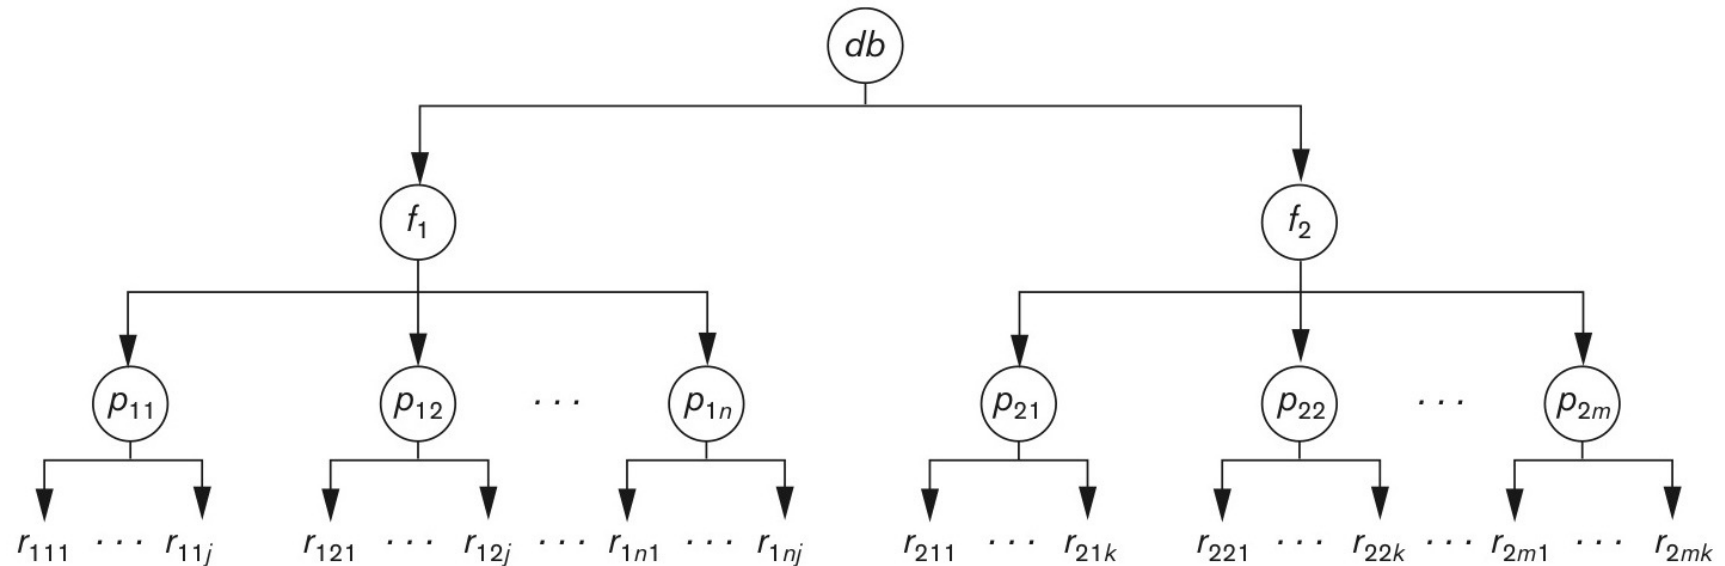 db
f₁ f₂
p₁₁ p₁₂ · · · p₁ₙ p₂₁ p₂₂ · · · p₂ₘ
r₁₁₁ · · · r₁₁ⱼ r₁₂₁ · · · r₁₂ⱼ · · · r₁ₙ₁ · · · r₁ₙⱼ r₂₁₁ · · · r₂₁ₖ r₂₂₁ · · · r₂₂ₖ · · · r₂ₘ₁ · · · r₂ₘₖ